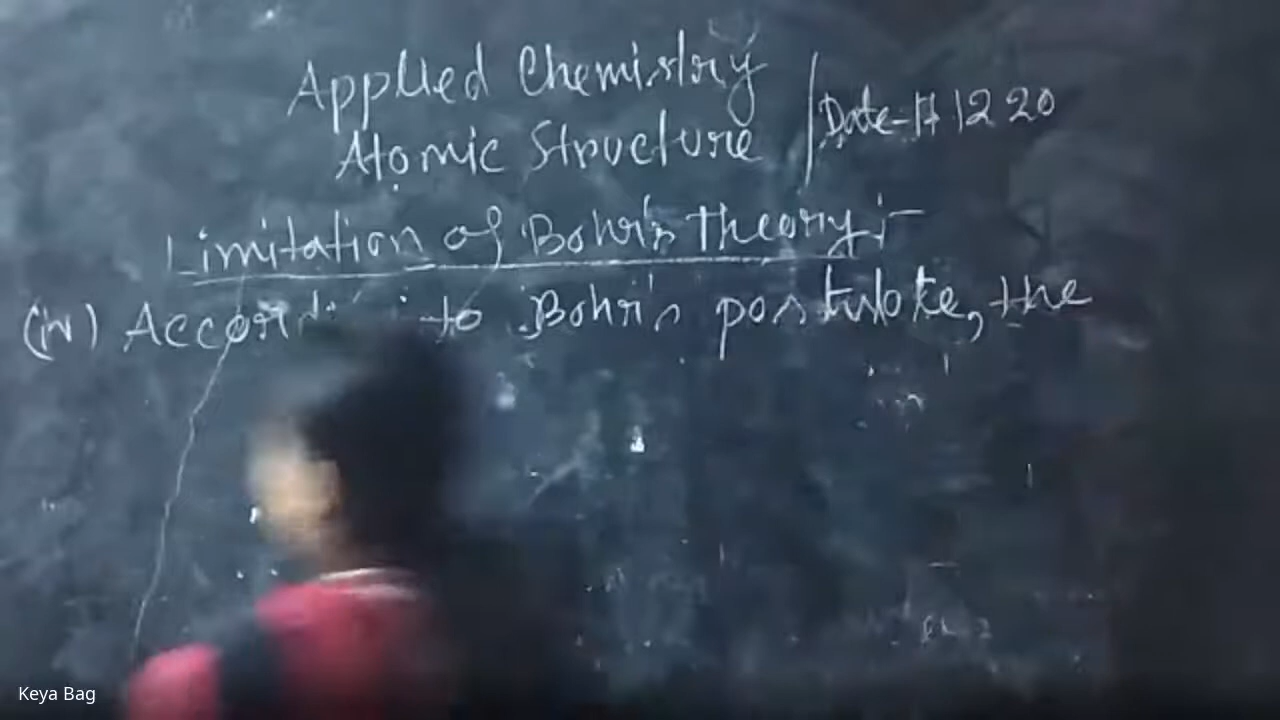 Applied Chemistry
Atomic Structure
Date-17 12 20
Limitation of Bohr's Theory :-
(iv) to Bohr's postulate, the
Keya Bag